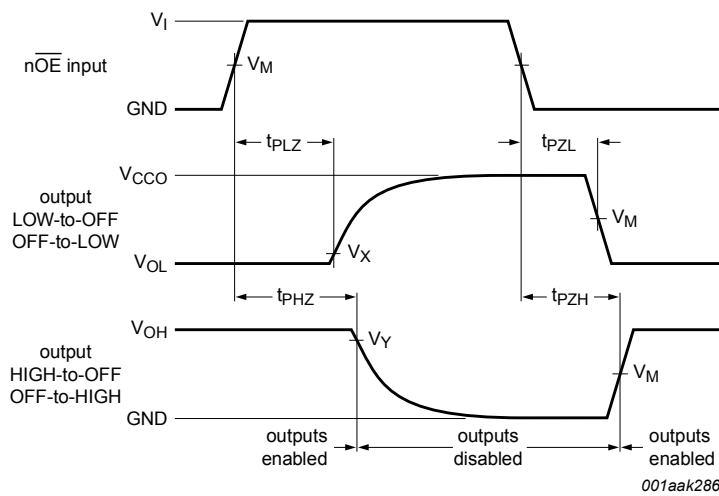 V_I
nOE input
V_M
GND
t_PLZ
t_PZL
V_CCO
output
LOW-to-OFF
OFF-to-LOW
V_M
V_X
V_OL
t_PHZ
t_PZH
V_OH
output
HIGH-to-OFF
OFF-to-HIGH
V_Y
V_M
GND
outputs
enabled
outputs
disabled
outputs
enabled
001aak286